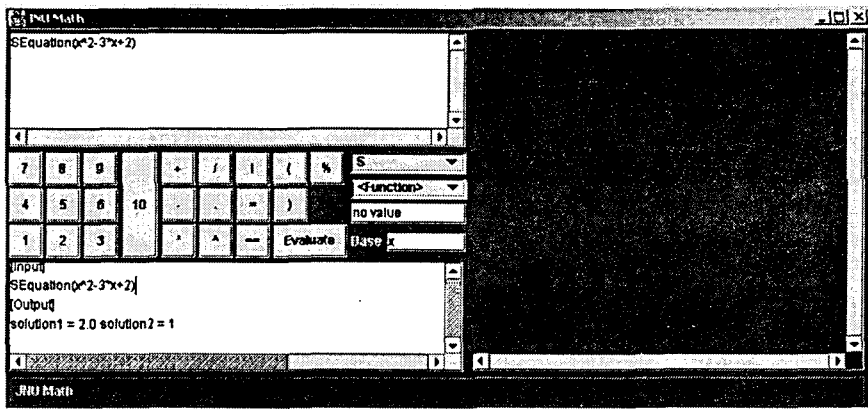 JNU Math
SEquation(x^2-3*x+2)
7 8 9 + / ! ( % S
<Function>
4 5 6 10 - . = )
no value
1 2 3 * ^ — Evaluate Base x
[Input]
SEquation(x^2-3*x+2)
[Output]
solution1 = 2.0 solution2 = 1
JNU Math